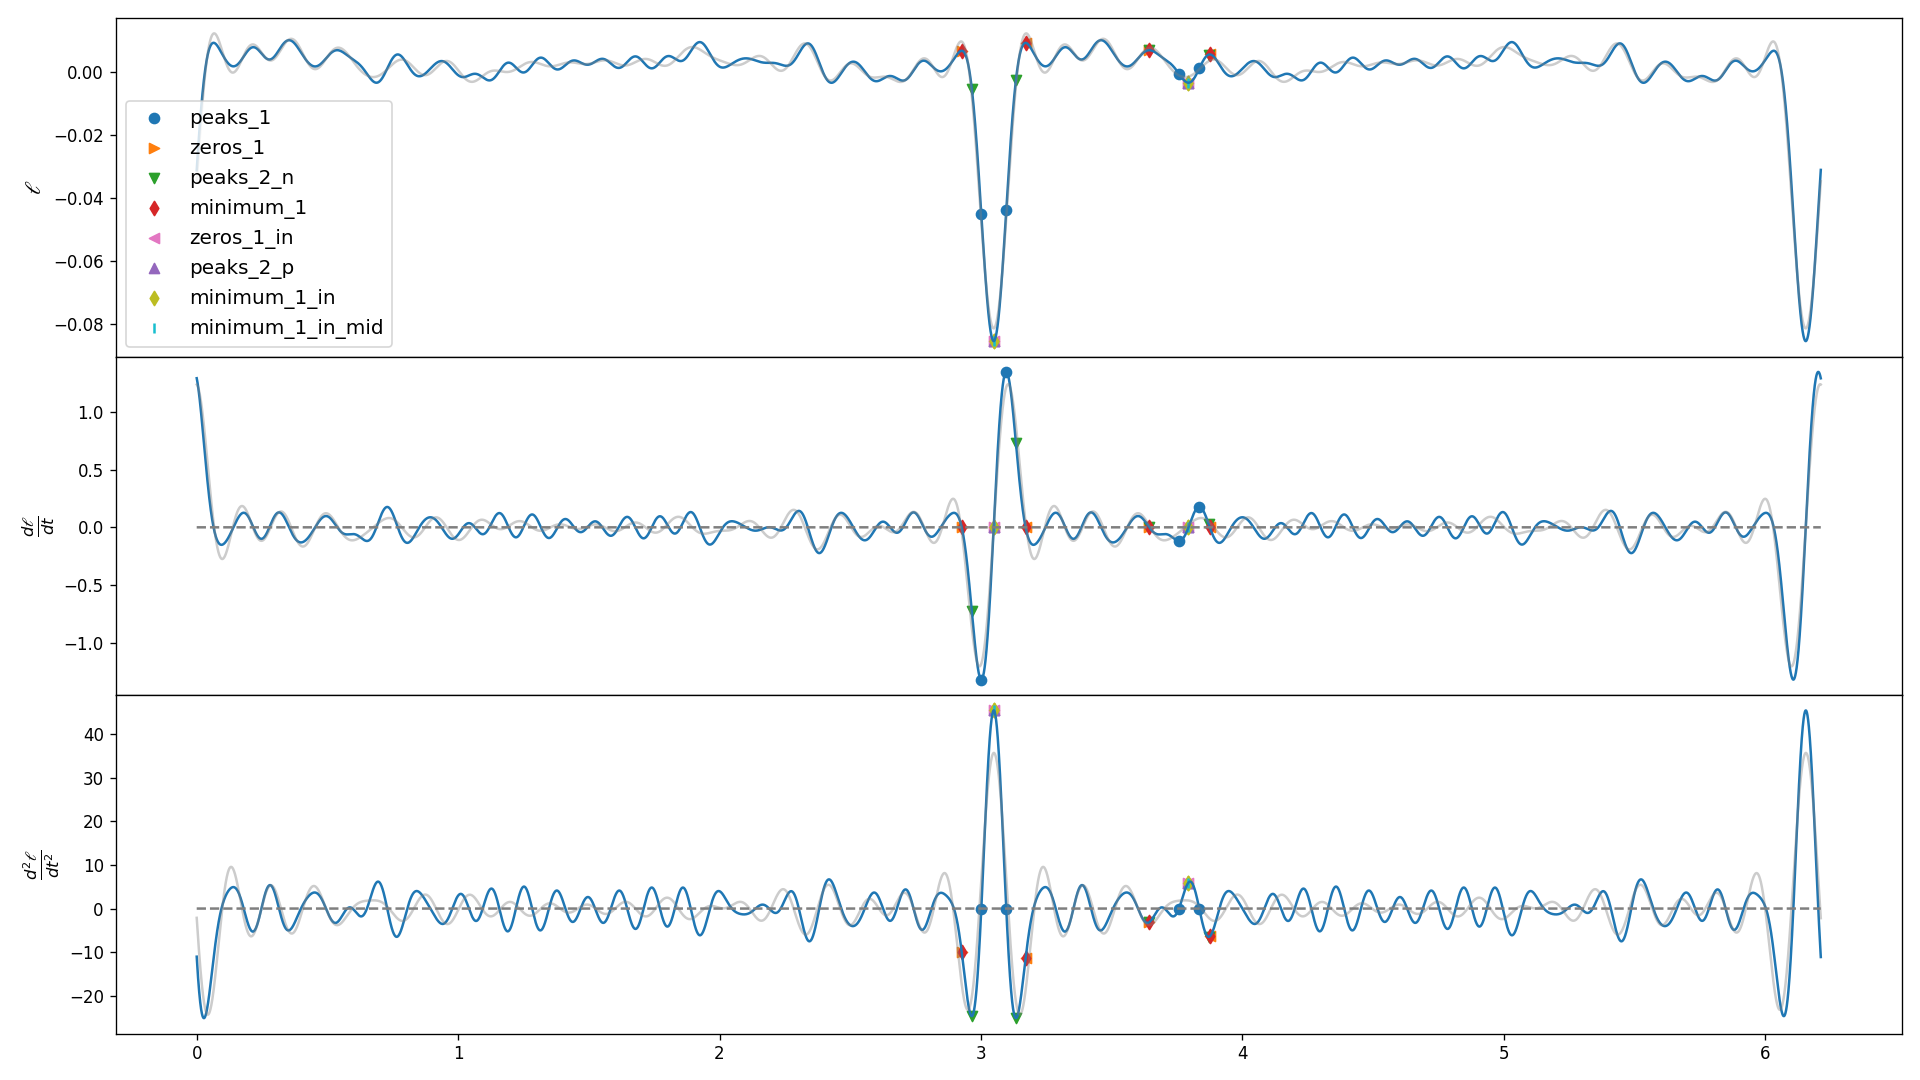 0.00
−0.02
−0.04
−0.06
−0.08
ℓ
peaks_1
zeros_1
peaks_2_n
minimum_1
zeros_1_in
peaks_2_p
minimum_1_in
minimum_1_in_mid
1.0
0.5
0.0
−0.5
−1.0
dℓ
dt
40
30
20
10
0
−10
−20
d²ℓ
dt²
0 1 2 3 4 5 6